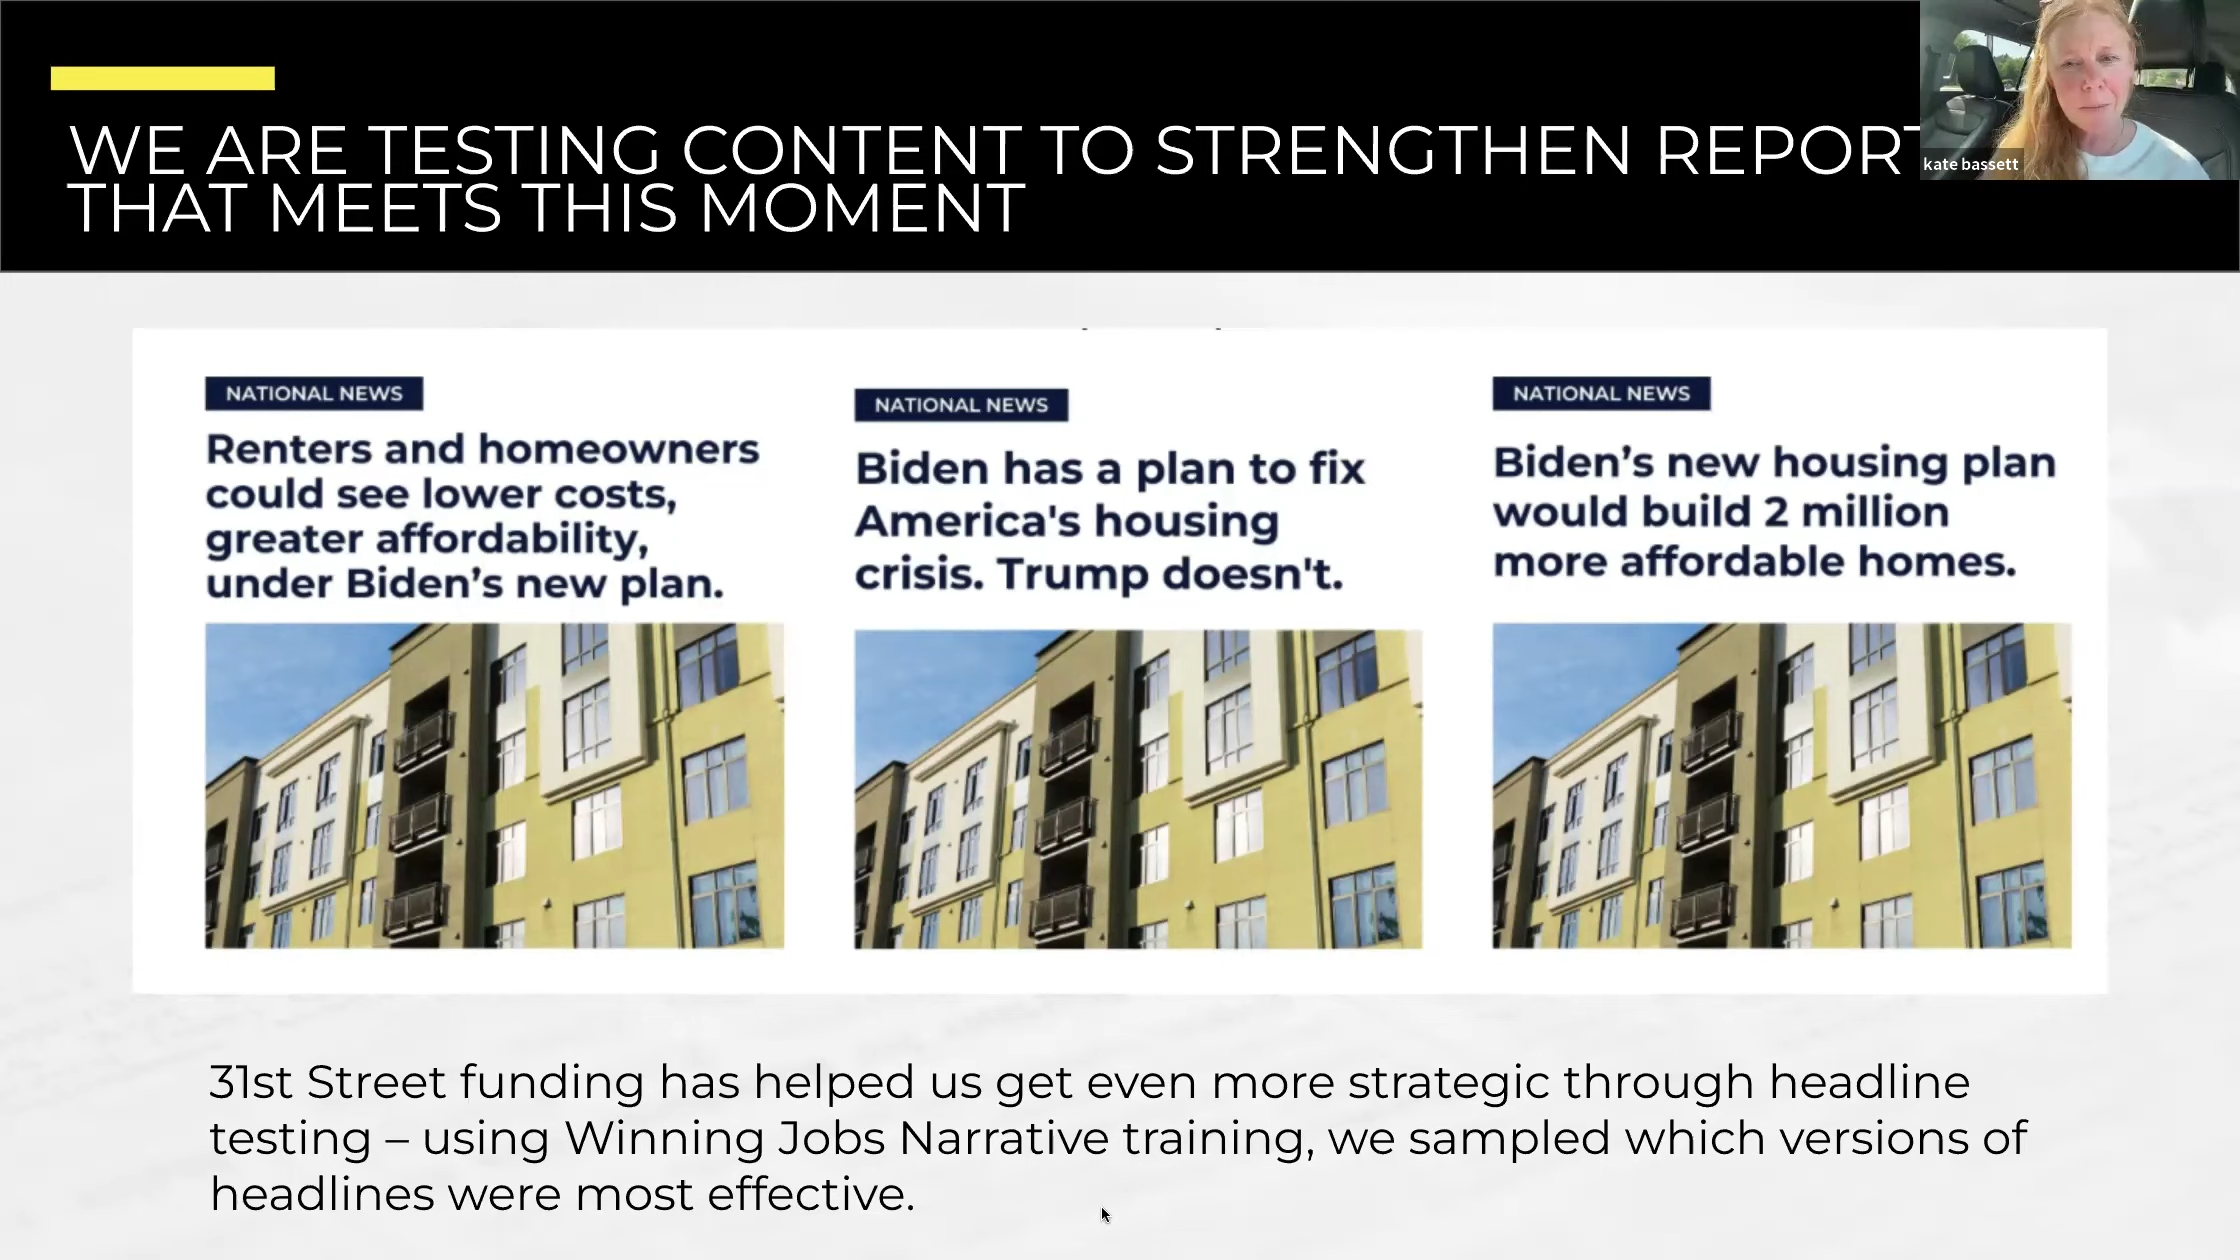 WE ARE TESTING CONTENT TO STRENGTHEN REPORT
THAT MEETS THIS MOMENT
kate bassett
NATIONAL NEWS
Renters and homeowners
could see lower costs,
greater affordability,
under Biden’s new plan.
NATIONAL NEWS
Biden has a plan to fix
America's housing
crisis. Trump doesn't.
NATIONAL NEWS
Biden’s new housing plan
would build 2 million
more affordable homes.
31st Street funding has helped us get even more strategic through headline
testing – using Winning Jobs Narrative training, we sampled which versions of
headlines were most effective.